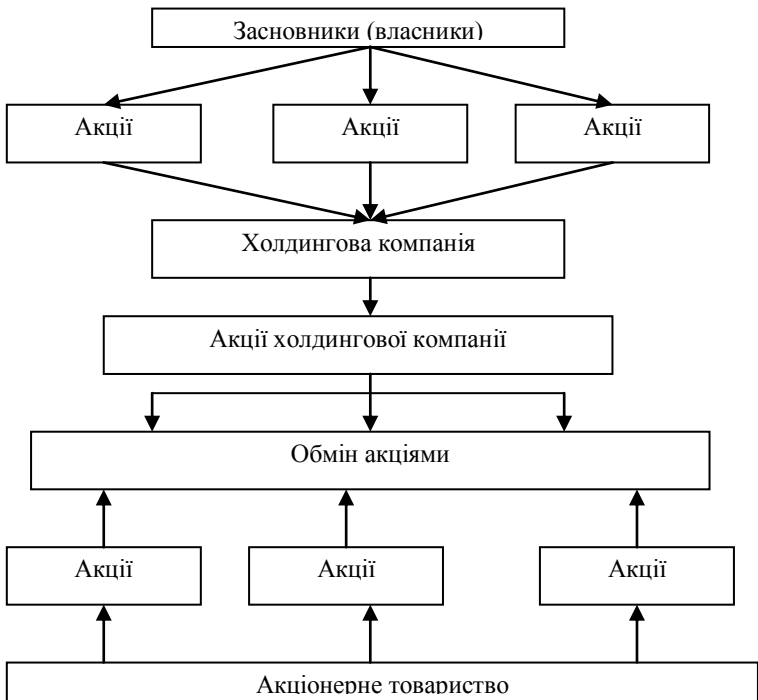 Засновники (власники)
Акції
Акції
Акції
Холдингова компанія
Акції холдингової компанії
Обмін акціями
Акції
Акції
Акції
Акціонерне товариство